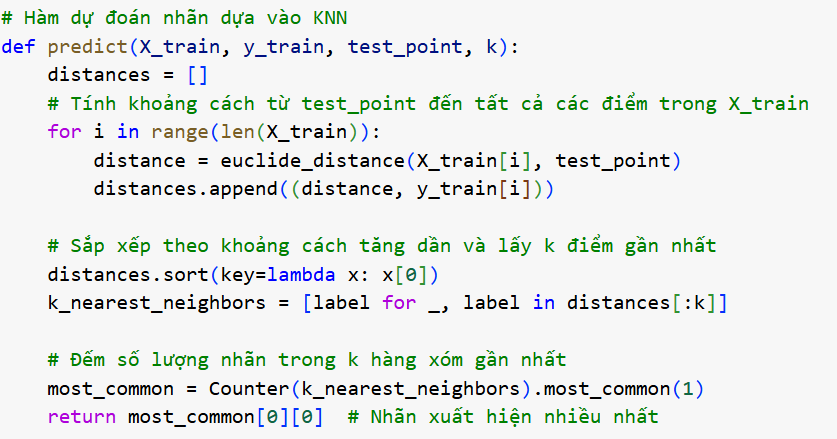 # Hàm dự đoán nhãn dựa vào KNN
def predict(X_train, y_train, test_point, k):
    distances = []
    # Tính khoảng cách từ test_point đến tất cả các điểm trong X_train
    for i in range(len(X_train)):
        distance = euclide_distance(X_train[i], test_point)
        distances.append((distance, y_train[i]))

    # Sắp xếp theo khoảng cách tăng dần và lấy k điểm gần nhất
    distances.sort(key=lambda x: x[0])
    k_nearest_neighbors = [label for _, label in distances[:k]]

    # Đếm số lượng nhãn trong k hàng xóm gần nhất
    most_common = Counter(k_nearest_neighbors).most_common(1)
    return most_common[0][0]  # Nhãn xuất hiện nhiều nhất